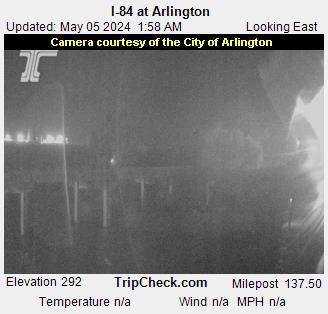 I-84 at Arlington
Updated: May 05 2024 1:58 AM Looking East
Camera courtesy of the City of Arlington
Elevation 292 TripCheck.com Milepost 137.50
Temperature n/a Wind n/a MPH n/a